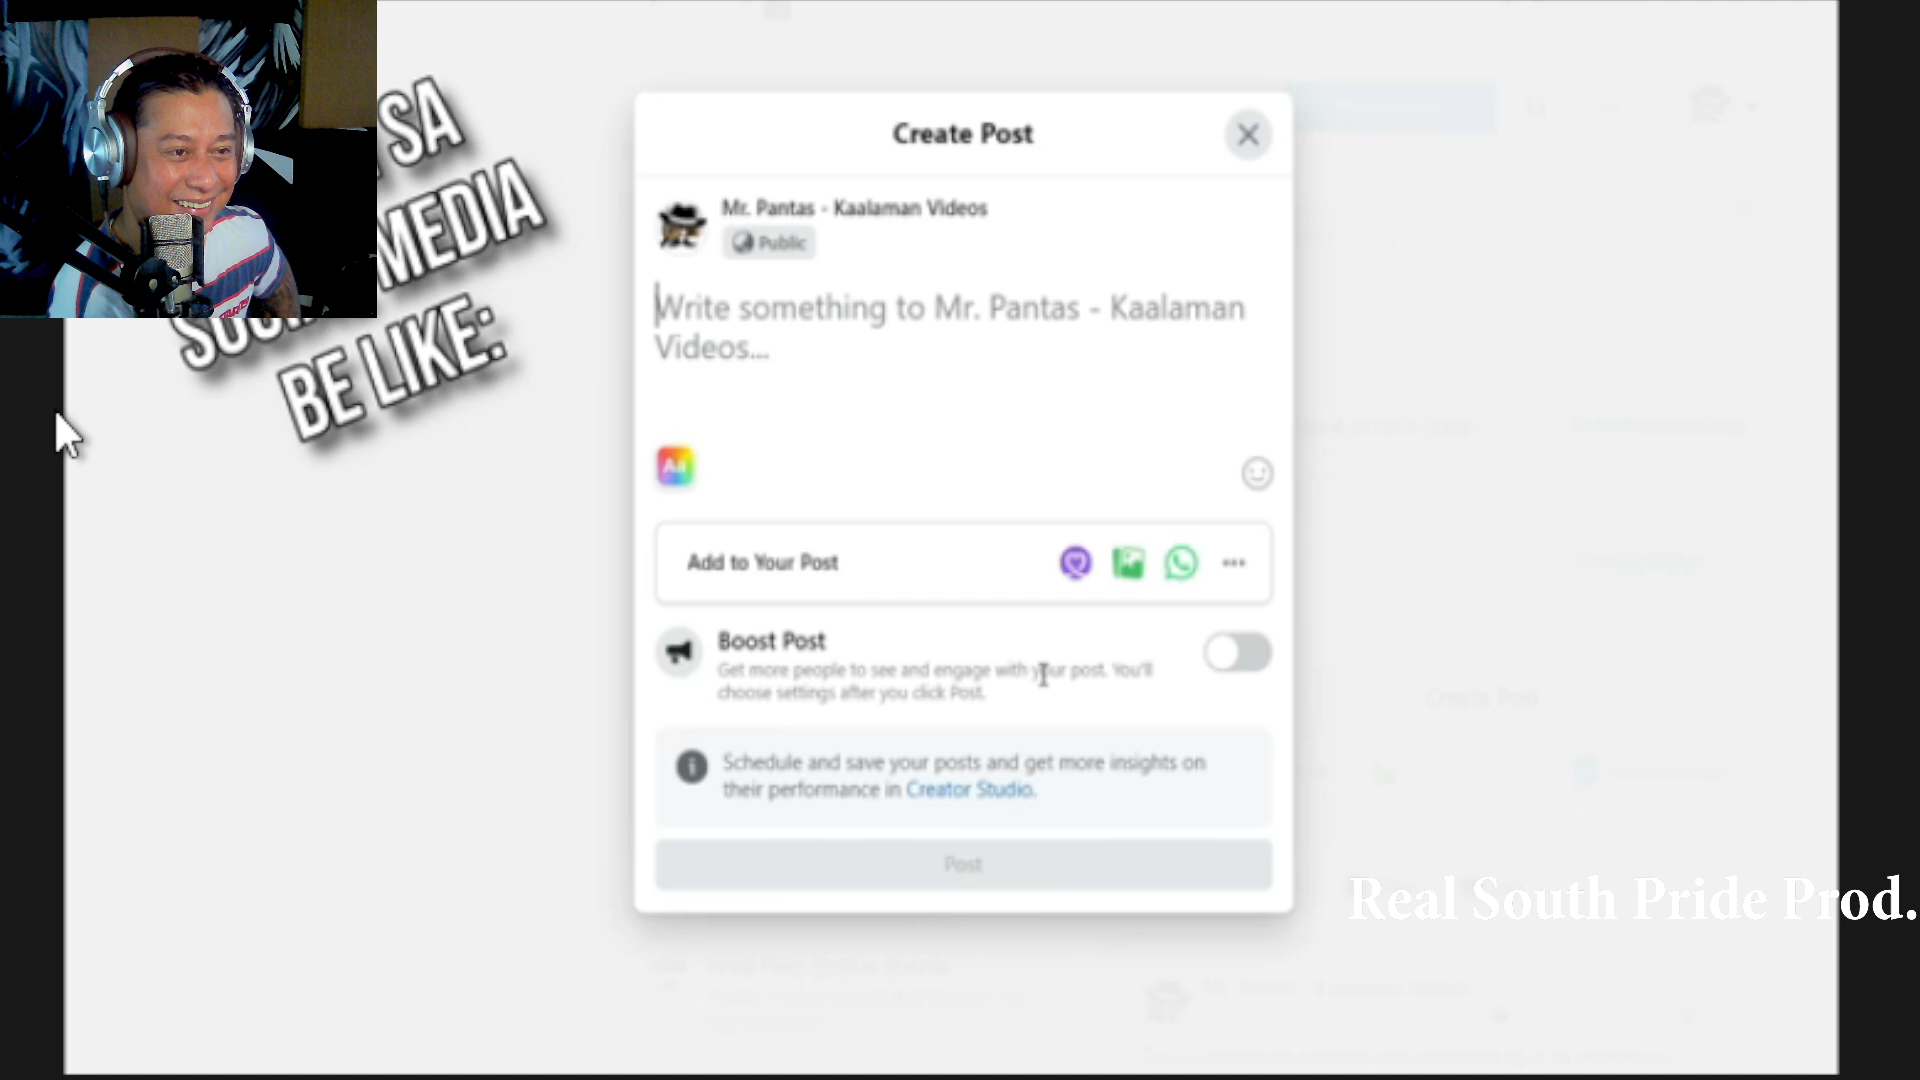 SA
MEDIA
BE LIKE:
Create Post
Mr. Pantas - Kaalaman Videos
Public
Write something to Mr. Pantas - Kaalaman
Videos...
Aa
Add to Your Post
Boost Post
Get more people to see and engage with your post. You'll
choose settings after you click Post.
Schedule and save your posts and get more insights on
their performance in Creator Studio.
Post
Create Post
Real South Pride Prod.